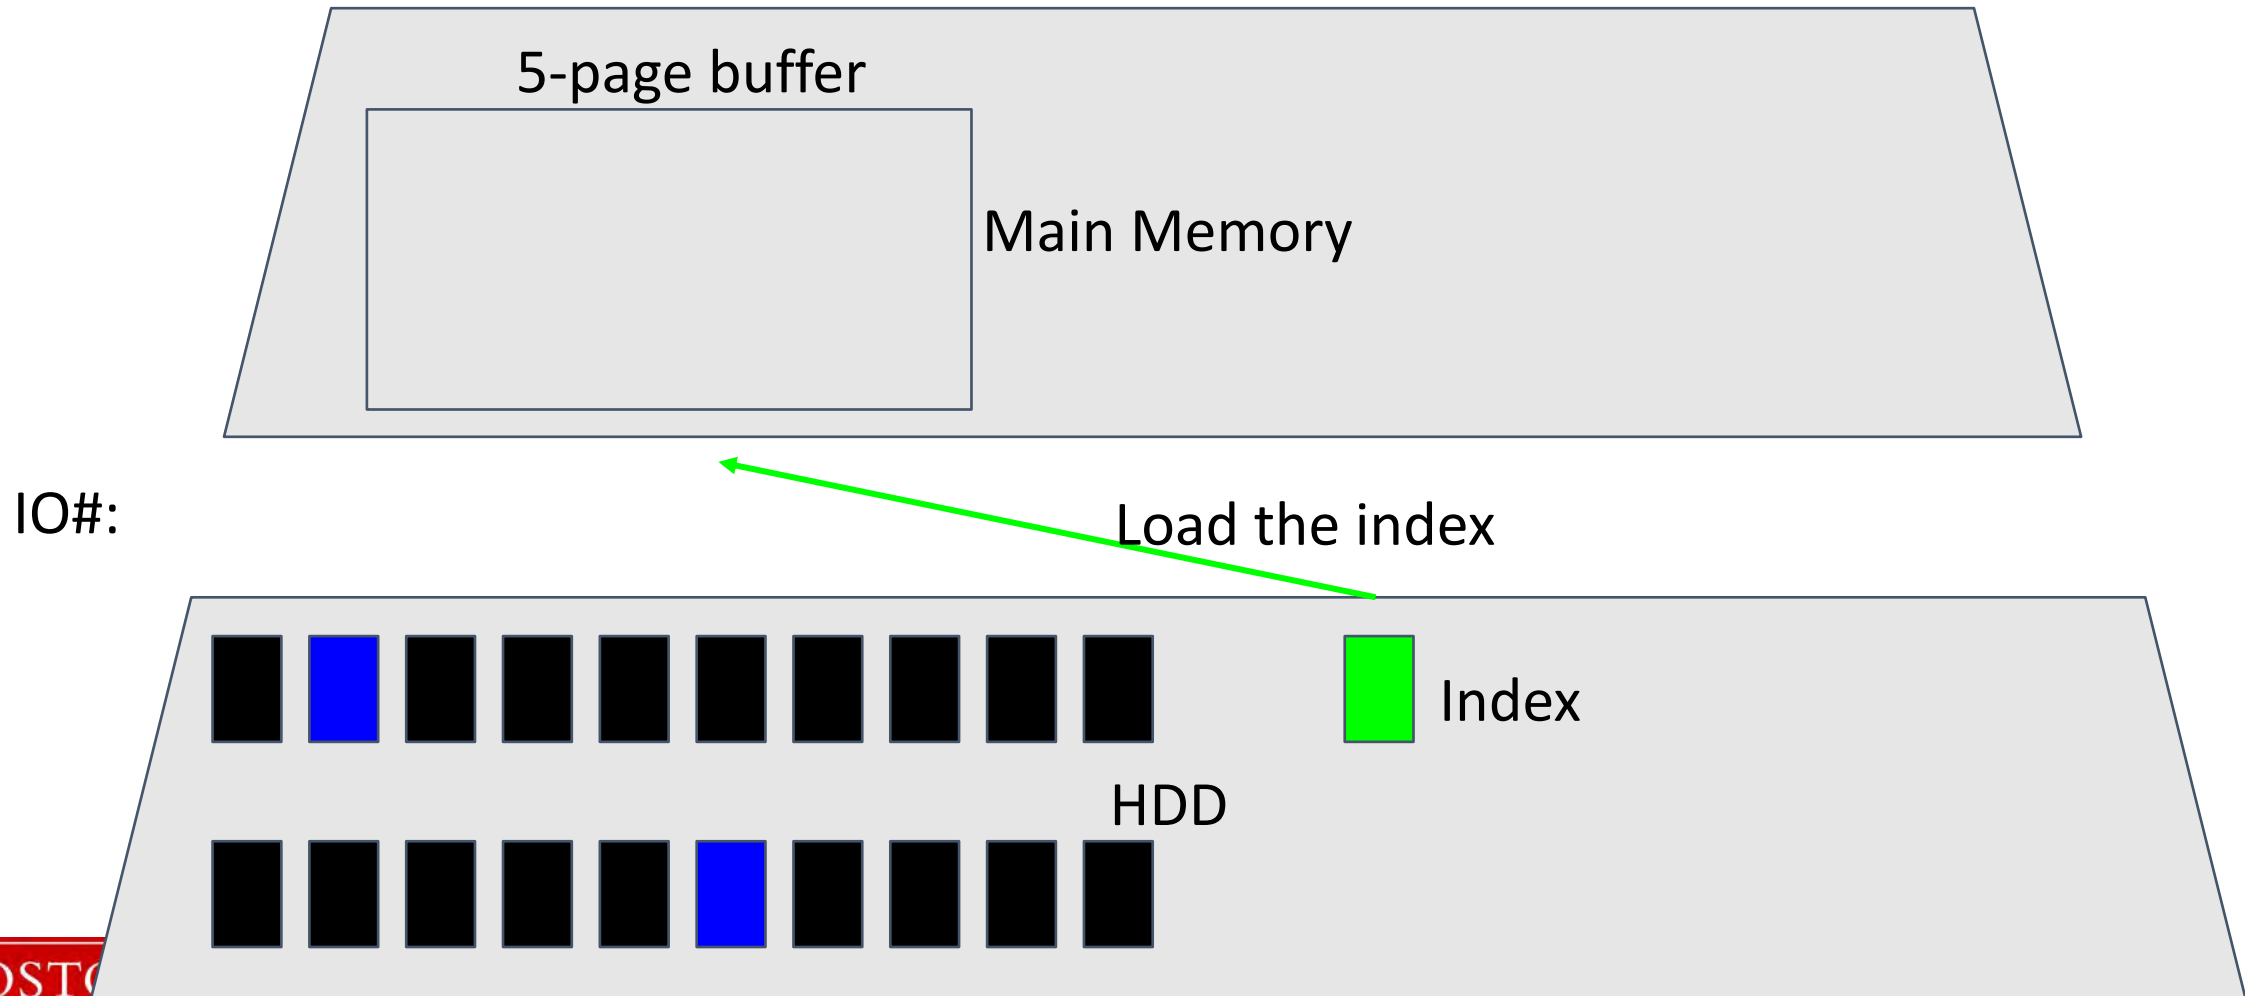 5-page buffer
Main Memory
IO#:
Load the index
Index
HDD